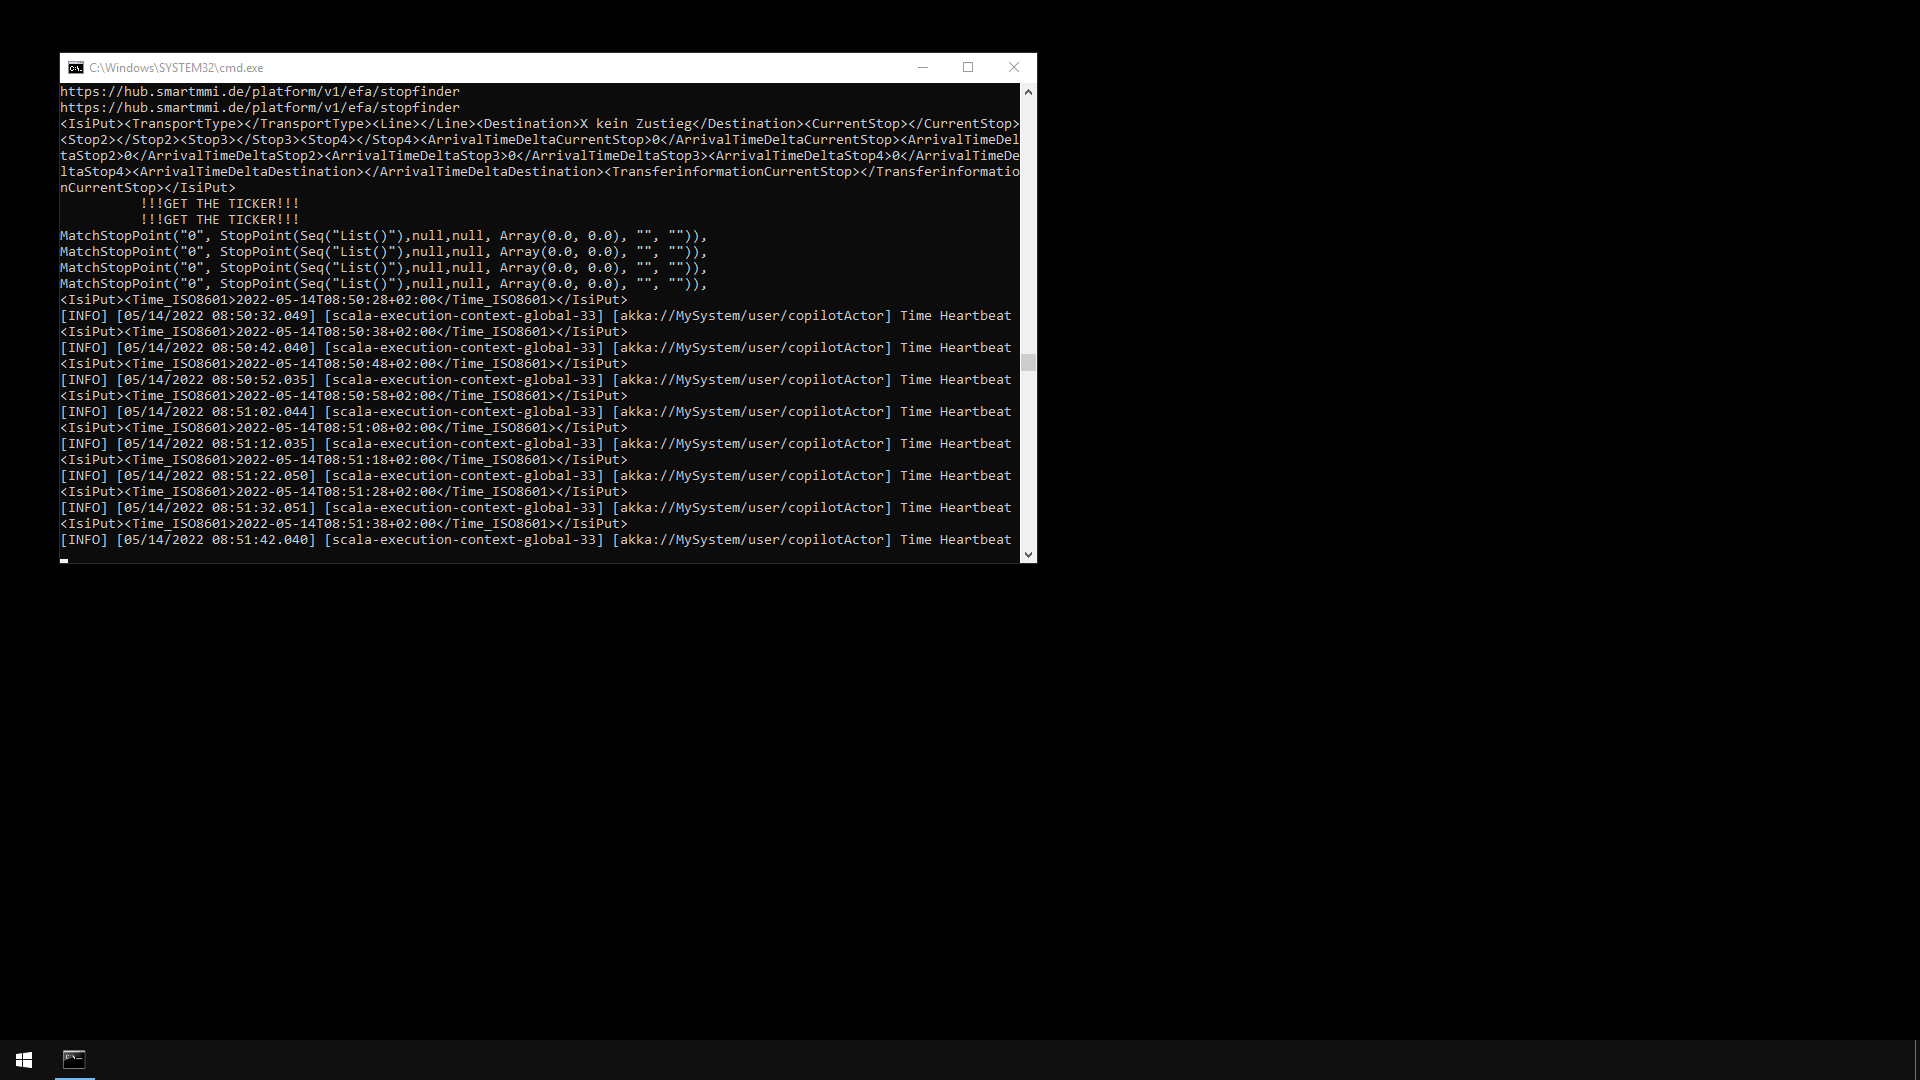 C:\Windows\SYSTEM32\cmd.exe
https://hub.smartmmi.de/platform/v1/efa/stopfinder
https://hub.smartmmi.de/platform/v1/efa/stopfinder
<IsiPut><TransportType></TransportType><Line></Line><Destination>X kein Zustieg</Destination><CurrentStop></CurrentStop>
<Stop2></Stop2><Stop3></Stop3><Stop4></Stop4><ArrivalTimeDeltaCurrentStop>0</ArrivalTimeDeltaCurrentStop><ArrivalTimeDel
taStop2>0</ArrivalTimeDeltaStop2><ArrivalTimeDeltaStop3>0</ArrivalTimeDeltaStop3><ArrivalTimeDeltaStop4>0</ArrivalTimeDe
ltaStop4><ArrivalTimeDeltaDestination></ArrivalTimeDeltaDestination><TransferinformationCurrentStop></Transferinformatio
nCurrentStop></IsiPut>
!!!GET THE TICKER!!!
!!!GET THE TICKER!!!
MatchStopPoint("0", StopPoint(Seq("List()"),null,null, Array(0.0, 0.0), "", "")),
MatchStopPoint("0", StopPoint(Seq("List()"),null,null, Array(0.0, 0.0), "", "")),
MatchStopPoint("0", StopPoint(Seq("List()"),null,null, Array(0.0, 0.0), "", "")),
MatchStopPoint("0", StopPoint(Seq("List()"),null,null, Array(0.0, 0.0), "", "")),
<IsiPut><Time_ISO8601>2022-05-14T08:50:28+02:00</Time_ISO8601></IsiPut>
[INFO] [05/14/2022 08:50:32.049] [scala-execution-context-global-33] [akka://MySystem/user/copilotActor] Time Heartbeat
<IsiPut><Time_ISO8601>2022-05-14T08:50:38+02:00</Time_ISO8601></IsiPut>
[INFO] [05/14/2022 08:50:42.040] [scala-execution-context-global-33] [akka://MySystem/user/copilotActor] Time Heartbeat
<IsiPut><Time_ISO8601>2022-05-14T08:50:48+02:00</Time_ISO8601></IsiPut>
[INFO] [05/14/2022 08:50:52.035] [scala-execution-context-global-33] [akka://MySystem/user/copilotActor] Time Heartbeat
<IsiPut><Time_ISO8601>2022-05-14T08:50:58+02:00</Time_ISO8601></IsiPut>
[INFO] [05/14/2022 08:51:02.044] [scala-execution-context-global-33] [akka://MySystem/user/copilotActor] Time Heartbeat
<IsiPut><Time_ISO8601>2022-05-14T08:51:08+02:00</Time_ISO8601></IsiPut>
[INFO] [05/14/2022 08:51:12.035] [scala-execution-context-global-33] [akka://MySystem/user/copilotActor] Time Heartbeat
<IsiPut><Time_ISO8601>2022-05-14T08:51:18+02:00</Time_ISO8601></IsiPut>
[INFO] [05/14/2022 08:51:22.050] [scala-execution-context-global-33] [akka://MySystem/user/copilotActor] Time Heartbeat
<IsiPut><Time_ISO8601>2022-05-14T08:51:28+02:00</Time_ISO8601></IsiPut>
[INFO] [05/14/2022 08:51:32.051] [scala-execution-context-global-33] [akka://MySystem/user/copilotActor] Time Heartbeat
<IsiPut><Time_ISO8601>2022-05-14T08:51:38+02:00</Time_ISO8601></IsiPut>
[INFO] [05/14/2022 08:51:42.040] [scala-execution-context-global-33] [akka://MySystem/user/copilotActor] Time Heartbeat